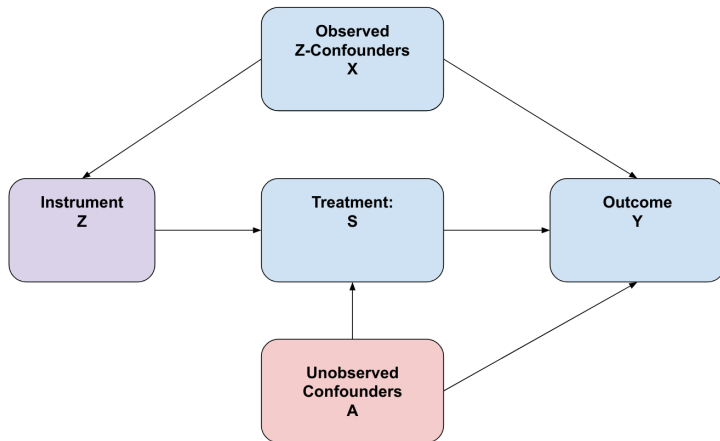 Observed
Z-Confounders
X
Instrument
Z
Treatment:
S
Outcome
Y
Unobserved
Confounders
A